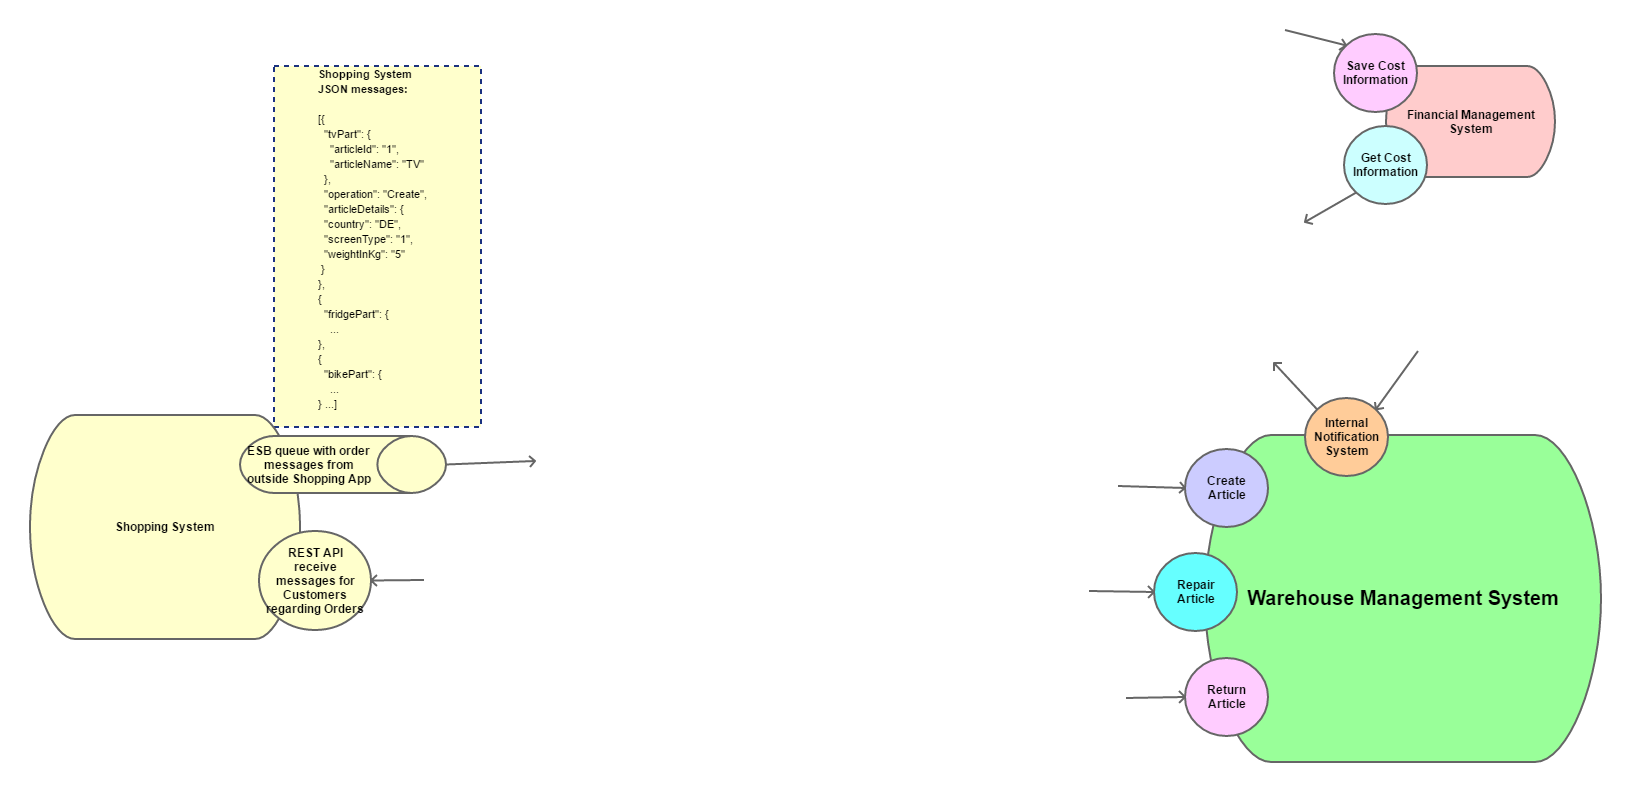 Shopping System
JSON messages:
[{
"tvPart": {
"articleId": "1",
"articleName": "TV"
},
"operation": "Create",
"articleDetails": {
"country": "DE",
"screenType": "1",
"weightInKg": "5"
}
},
{
"fridgePart": {
...
},
{
"bikePart": {
...
} ...]
ESB queue with order
messages from
outside Shopping App
Shopping System
REST API
receive
messages for
Customers
regarding Orders
Save Cost
Information
Financial Management
System
Get Cost
Information
Internal
Notification
System
Create
Article
Repair
Article
Warehouse Management System
Return
Article